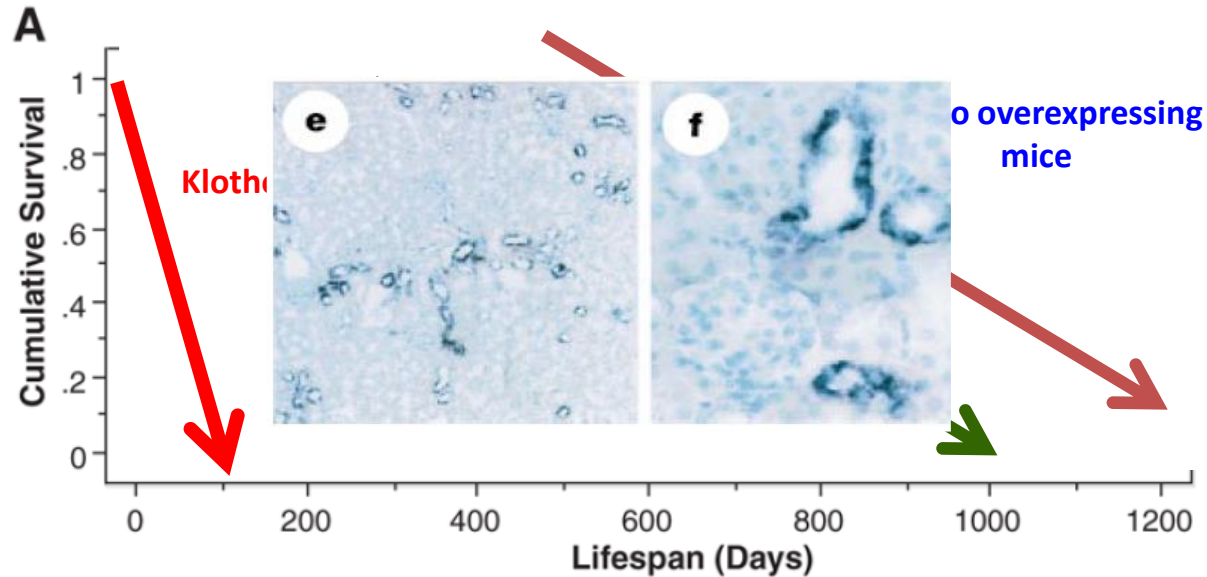 A
1
.8
.6
.4
.2
0
Cumulative Survival
e
f
o overexpressing
mice
0 200 400 600 800 1000 1200
Lifespan (Days)